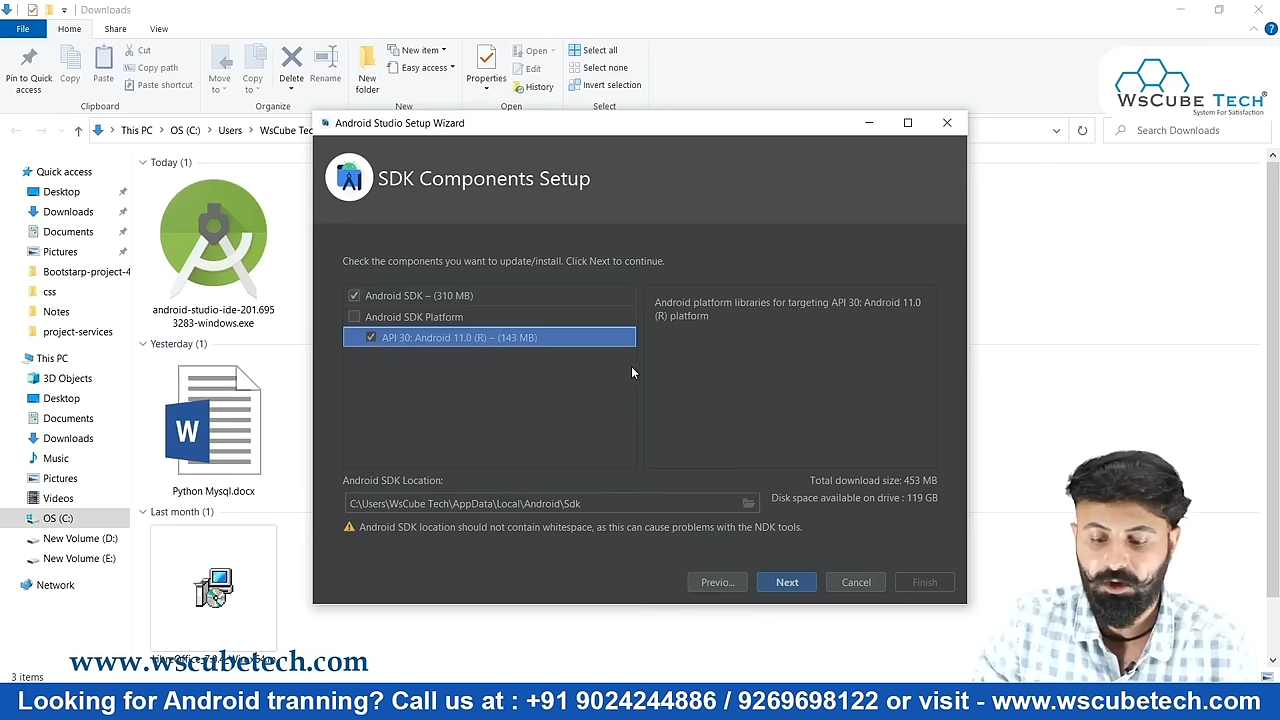 Downloads
File Home Share View
Pin to Quick access
Copy
Paste
Cut
Copy path
Paste shortcut
Clipboard
Move to
Copy to
Delete
Rename
Organize
New folder
New item
Easy access
New
Properties
Open
Edit
History
Open
Select all
Select none
Invert selection
Select
WsCube Tech®
System For Satisfaction
This PC > OS (C:) > Users > WsCube Tec
Search Downloads
Quick access
Desktop
Downloads
Documents
Pictures
Bootstarp-project-4
css
Notes
project-services
This PC
3D Objects
Desktop
Documents
Downloads
Music
Pictures
Videos
OS (C:)
New Volume (D:)
New Volume (E:)
Network
3 items
Today (1)
android-studio-ide-201.695
3283-windows.exe
Yesterday (1)
W
Python Mysql.docx
Last month (1)
Android Studio Setup Wizard
SDK Components Setup
Check the components you want to update/install. Click Next to continue.
Android SDK – (310 MB)
Android SDK Platform
API 30: Android 11.0 (R) – (143 MB)
Android platform libraries for targeting API 30: Android 11.0
(R) platform
Android SDK Location:
Total download size: 453 MB
C:\Users\WsCube Tech\AppData\Local\Android\Sdk
Disk space available on drive : 119 GB
Android SDK location should not contain whitespace, as this can cause problems with the NDK tools.
Previo... Next Cancel Finish
www.wscubetech.com
Looking for Android tranning? Call us at : +91 9024244886 / 9269698122 or visit - www.wscubetech.com